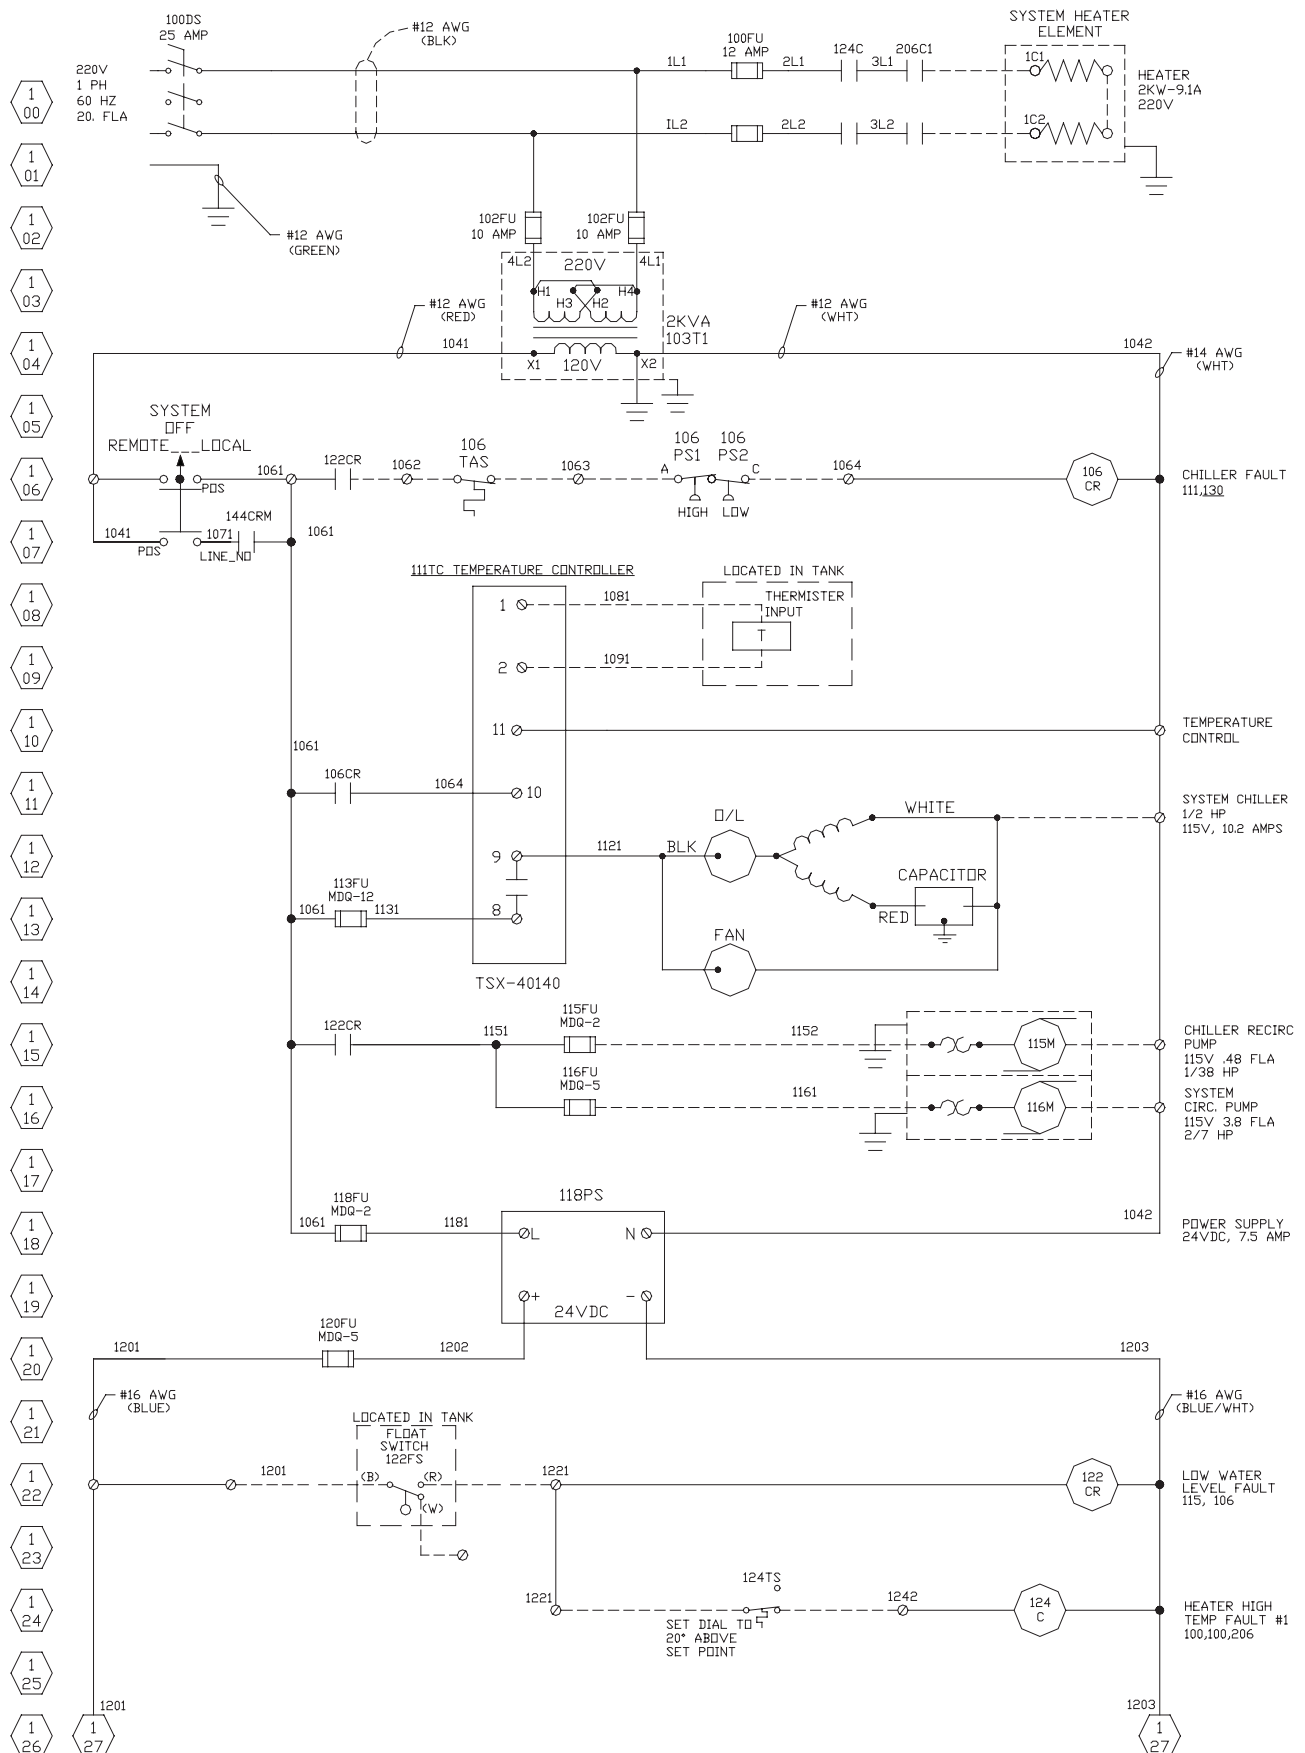 100DS
25 AMP
#12 AWG
(BLK)
100FU
12 AMP
SYSTEM HEATER
ELEMENT
220V
1 PH
60 HZ
20. FLA
1L1
2L1
124C
3L1
206C1
1C1
HEATER
2KW-9.1A
220V
1
00
IL2
2L2
3L2
1C2
1
01
#12 AWG
(GREEN)
1
02
102FU
10 AMP
102FU
10 AMP
4L2
220V
4L1
1
03
H1
H3
H2
H4
#12 AWG
(RED)
2KVA
103T1
#12 AWG
(WHT)
1
04
1041
X1
120V
X2
1042
#14 AWG
(WHT)
1
05
SYSTEM
OFF
REMOTE___LOCAL
1
06
1061
POS
122CR
1062
106
TAS
1063
A
106
PS1
106
PS2
C
HIGH
LOW
1064
106
CR
CHILLER FAULT
111,130
1
07
1041
POS
1071
LINE_NO
144CRM
1061
111TC TEMPERATURE CONTROLLER
LOCATED IN TANK
1
08
1
1081
THERMISTER
INPUT
T
1
09
2
1091
1
10
11
TEMPERATURE
CONTROL
1061
1
11
106CR
1064
10
SYSTEM CHILLER
1/2 HP
115V, 10.2 AMPS
O/L
WHITE
1
12
9
1121
BLK
CAPACITOR
1
13
1061
113FU
MDQ-12
1131
8
RED
FAN
1
14
TSX-40140
1
15
122CR
1151
115FU
MDQ-2
1152
115M
CHILLER RECIRC
PUMP
115V .48 FLA
1/38 HP
1
16
116FU
MDQ-5
1161
116M
SYSTEM
CIRC. PUMP
115V 3.8 FLA
2/7 HP
1
17
118PS
1
18
1061
118FU
MDQ-2
1181
L
N
1042
POWER SUPPLY
24VDC, 7.5 AMP
1
19
+
-
24VDC
1
20
1201
120FU
MDQ-5
1202
1203
1
21
#16 AWG
(BLUE)
#16 AWG
(BLUE/WHT)
LOCATED IN TANK
FLOAT
SWITCH
122FS
1
22
1201
(B)
(R)
(W)
1221
122
CR
LOW WATER
LEVEL FAULT
115, 106
1
23
1
24
1221
124TS
1242
124
C
HEATER HIGH
TEMP FAULT #1
100,100,206
SET DIAL TO
20° ABOVE
SET POINT
1
25
1
26
1201
1
27
1203
1
27